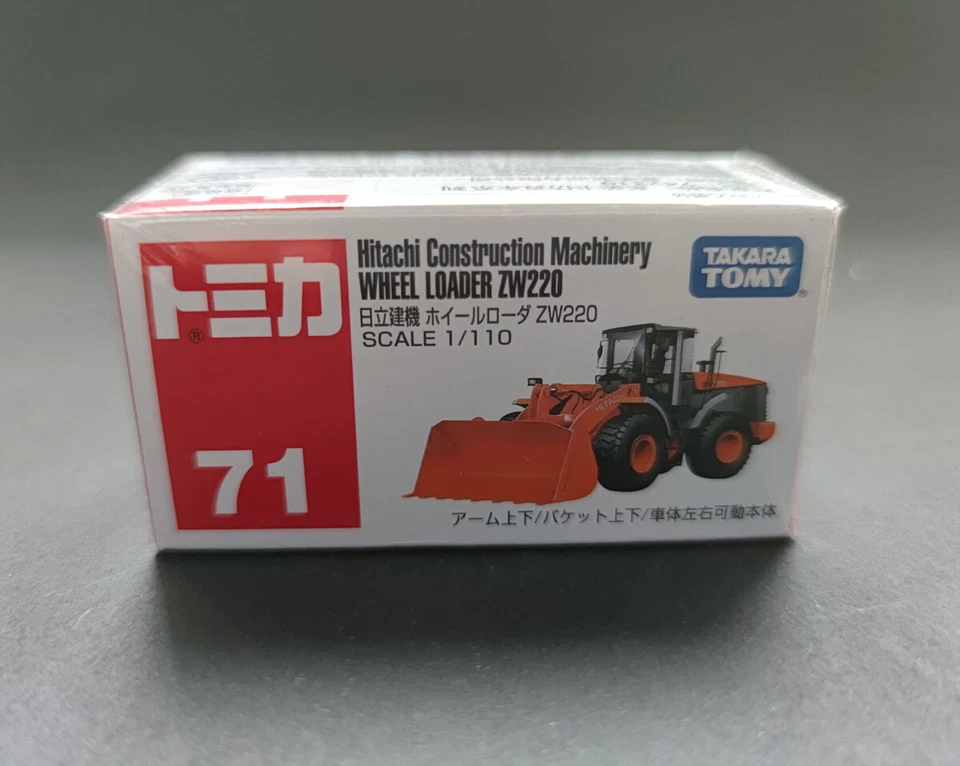 トミカ
®
71
Hitachi Construction Machinery
WHEEL LOADER ZW220
日立建機 ホイールローダ ZW220
SCALE 1/110
TAKARA
TOMY
®
HITACHI
アーム上下/バケット上下/車体左右可動本体